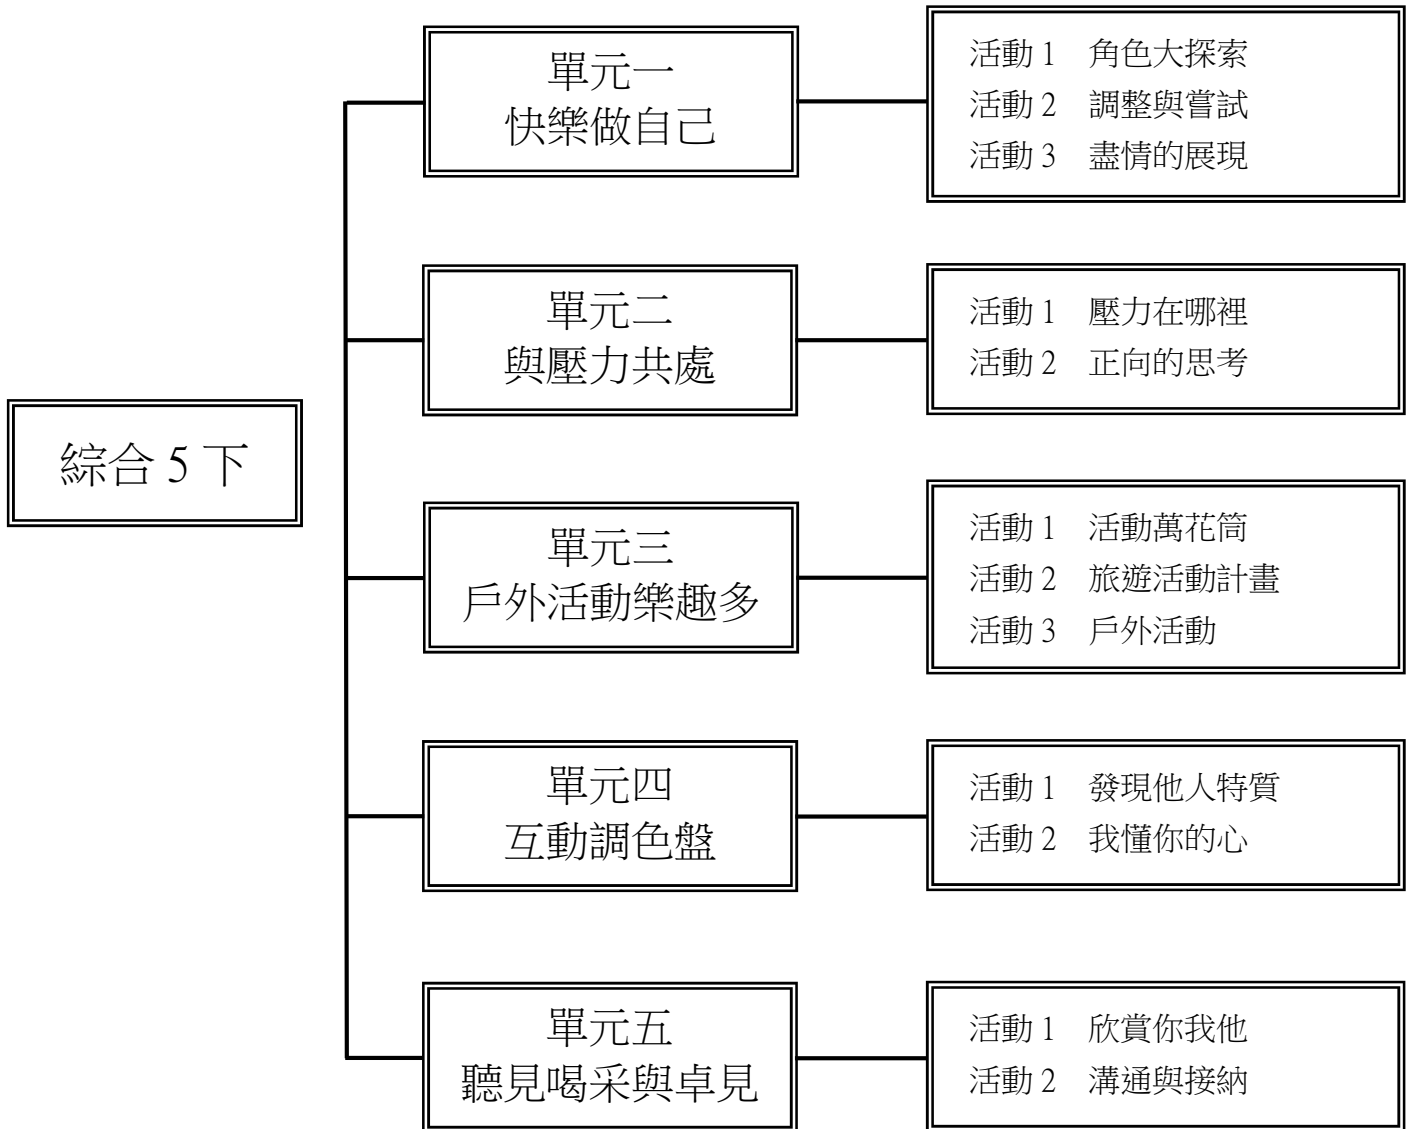 綜合 5 下
單元一
快樂做自己
活動 1 角色大探索
活動 2 調整與嘗試
活動 3 盡情的展現
單元二
與壓力共處
活動 1 壓力在哪裡
活動 2 正向的思考
單元三
戶外活動樂趣多
活動 1 活動萬花筒
活動 2 旅遊活動計畫
活動 3 戶外活動
單元四
互動調色盤
活動 1 發現他人特質
活動 2 我懂你的心
單元五
聽見喝采與卓見
活動 1 欣賞你我他
活動 2 溝通與接納